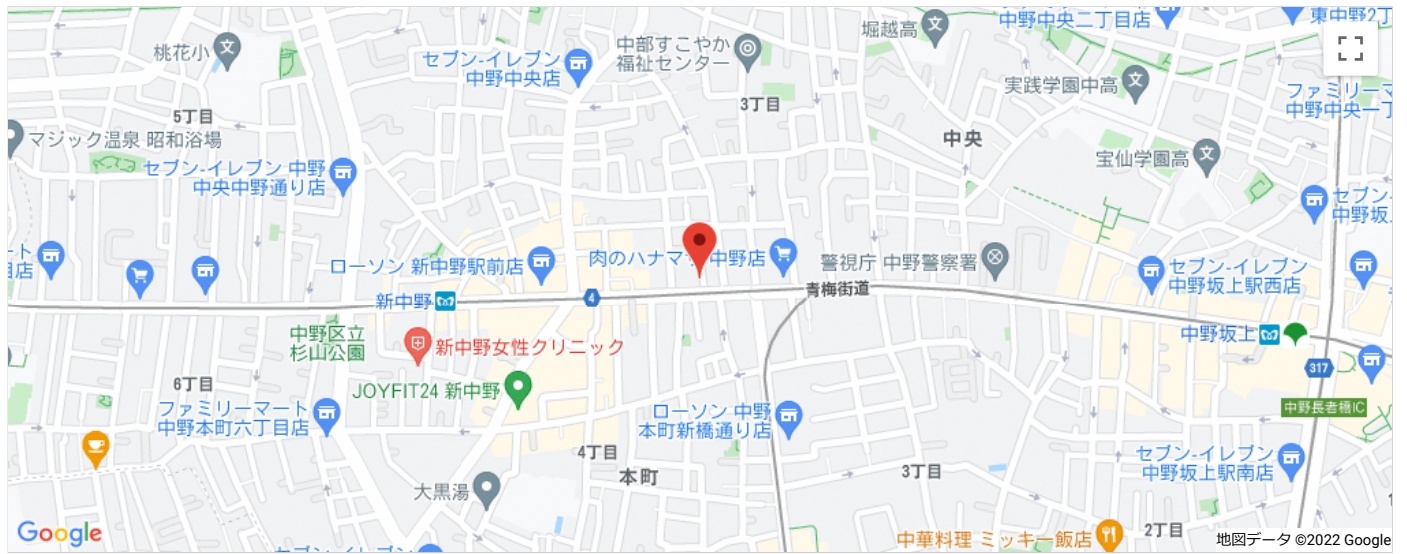 堀越高
中野中央二丁目店
東中野2丁
桃花小
セブン-イレブン
中野中央店
中部すこやか
福祉センター
実践学園中高
ファミリーマ
中野中央一丁
5丁目
3丁目
マジック温泉 昭和浴場
中央
宝仙学園高
セブン-イレブン 中野
中央中野通り店
セブ
中野坂
ート
目店
ローソン 新中野駅前店
肉のハナマ
中野店
警視庁 中野警察署
セブン-イレブン
中野坂上駅西店
新中野
4
青梅街道
中野区立
杉山公園
新中野女性クリニック
中野坂上
317
6丁目
JOYFIT24 新中野
ファミリーマート
中野本町六丁目店
ローソン 中野
本町新橋通り店
中野長者橋IC
4丁目
本町
3丁目
セブン-イレブン
中野坂上駅南店
大黒湯
Google
中華料理 ミッキー飯店
2丁目
地図データ ©2022 Google